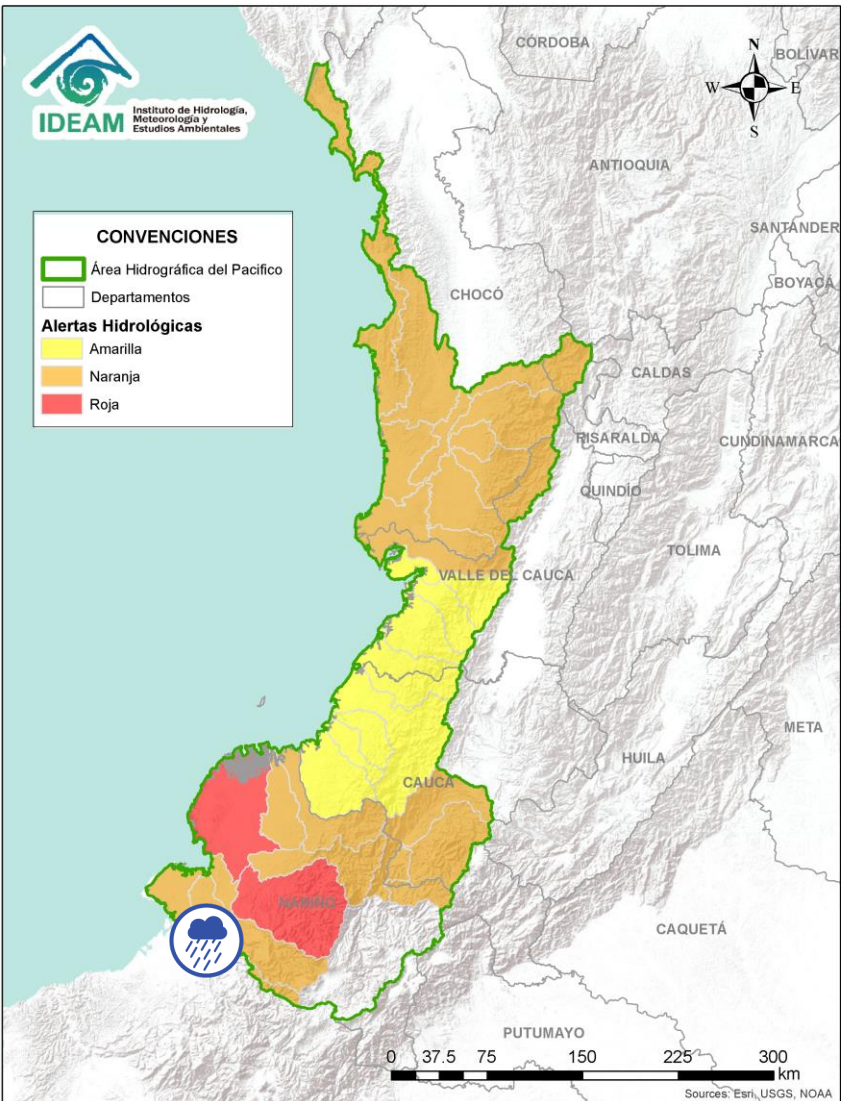 IDEAM
Instituto de Hidrología,
Meteorología y
Estudios Ambientales
CÓRDOBA
BOLIVAR
N
W
E
S
ANTIOQUIA
SANTANDER
BOYACÁ
CONVENCIONES
Área Hidrográfica del Pacifico
Departamentos
Alertas Hidrológicas
Amarilla
Naranja
Roja
CHOCÓ
CALDAS
RISARALDA
CUNDINAMARCA
QUINDÍO
TOLIMA
VALLE DEL CAUCA
META
HUILA
CAUCA
NARIÑO
CAQUETÁ
PUTUMAYO
0 37.5 75 150 225 300
km
Sources: Esri, USGS, NOAA